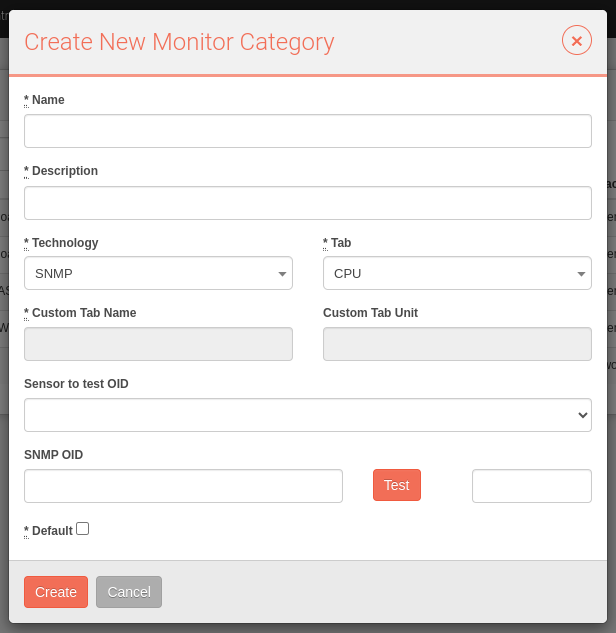 Create New Monitor Category
* Name
* Description
* Technology
* Tab
SNMP
CPU
* Custom Tab Name
Custom Tab Unit
Sensor to test OID
SNMP OID
Test
* Default
Create
Cancel